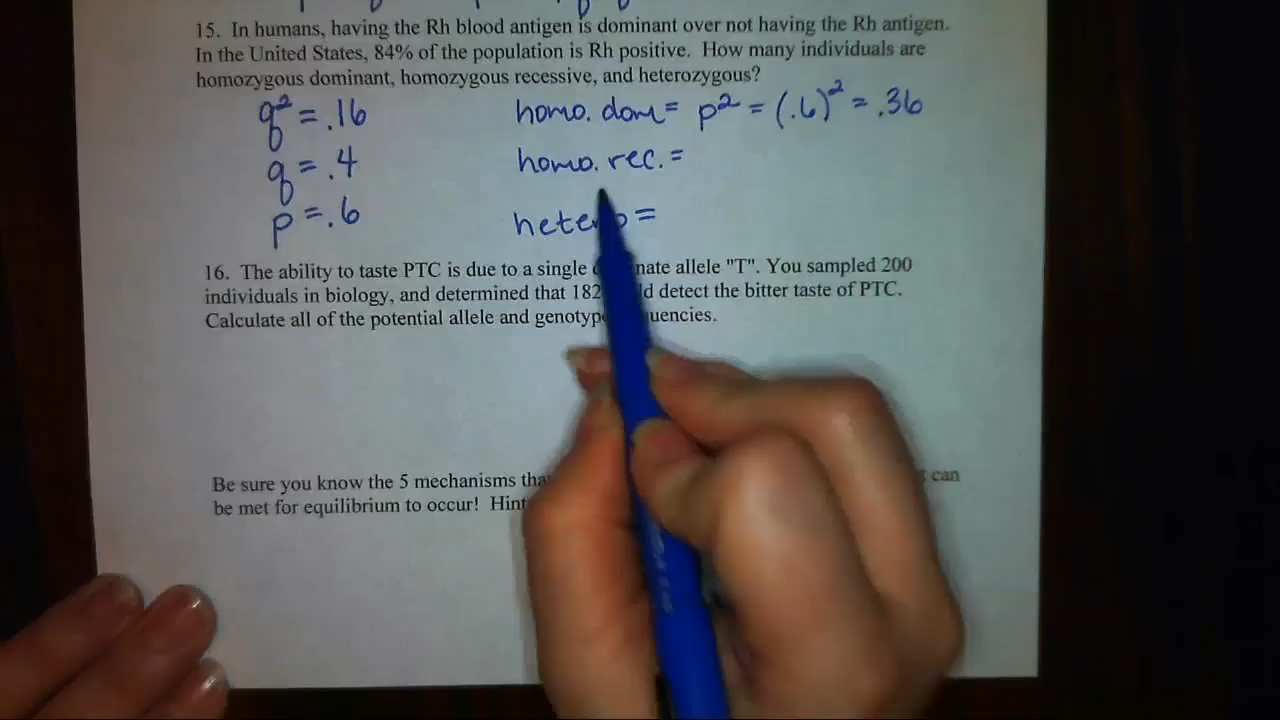 15. In humans, having the Rh blood antigen is dominant over not having the Rh antigen.
In the United States, 84% of the population is Rh positive. How many individuals are
homozygous dominant, homozygous recessive, and heterozygous?
q² = .16
homo. dom = p² = (.6)² = .36
q = .4
homo. rec. =
p = .6
hetero =
16. The ability to taste PTC is due to a single allele "T". You sampled 200
individuals in biology, and determined that 182 detect the bitter taste of PTC.
Calculate all of the potential allele and
Be sure you know the 5 mechanisms can
be met for equilibrium to occur! Hint